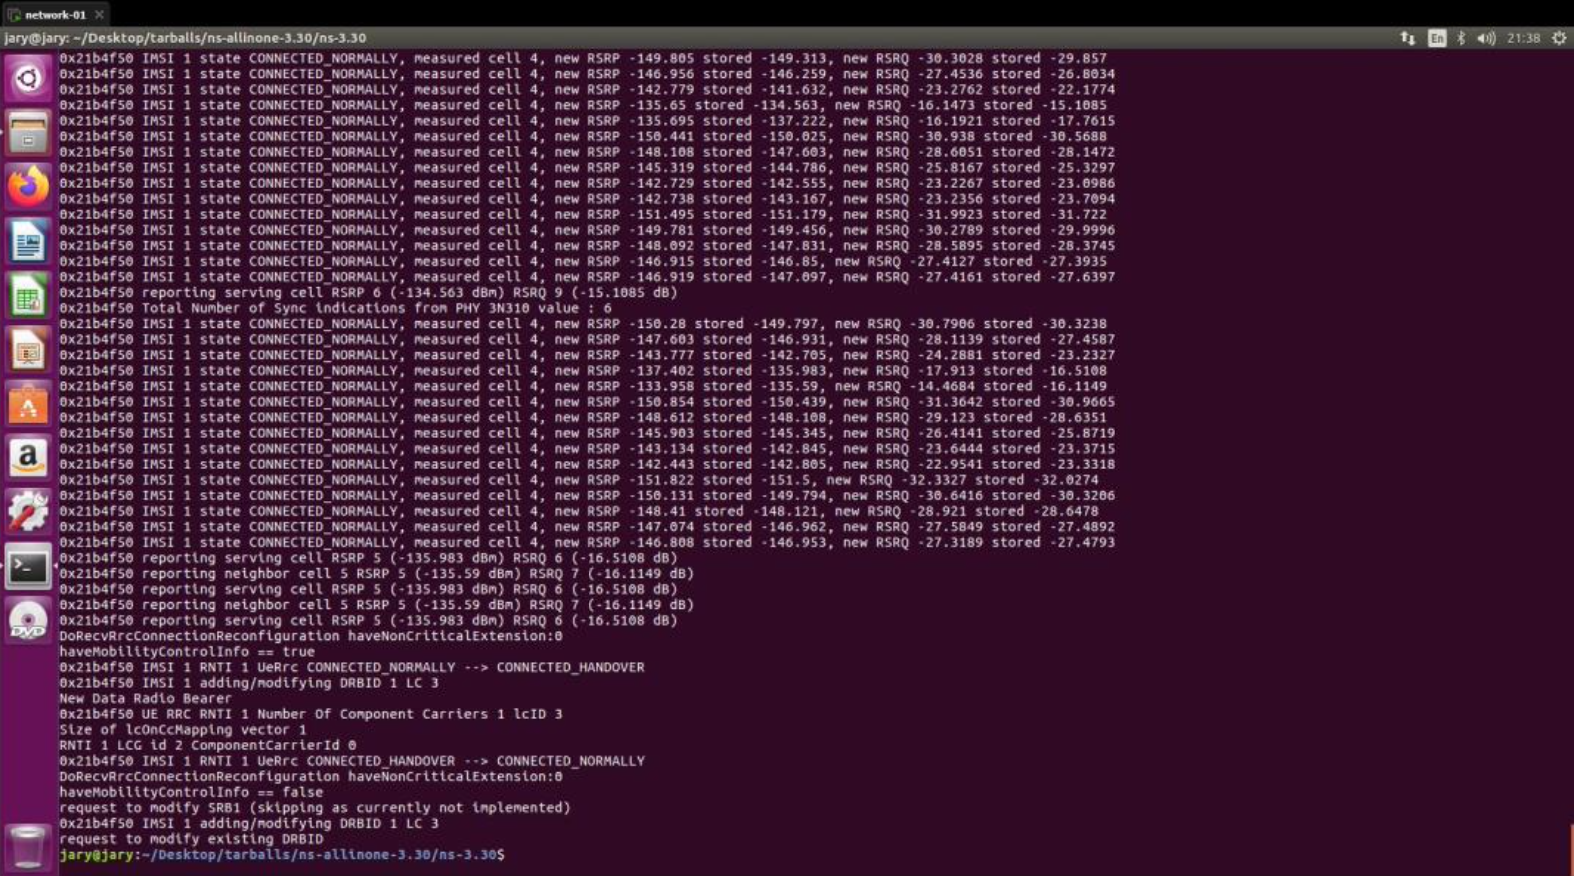 network-01
jary@jary: ~/Desktop/tarballs/ns-allinone-3.30/ns-3.30
En
21:38
0x21b4f50 IMSI 1 state CONNECTED_NORMALLY, measured cell 4, new RSRP -149.805 stored -149.313, new RSRQ -30.3028 stored -29.857
0x21b4f50 IMSI 1 state CONNECTED_NORMALLY, measured cell 4, new RSRP -146.956 stored -146.259, new RSRQ -27.4536 stored -26.8034
0x21b4f50 IMSI 1 state CONNECTED_NORMALLY, measured cell 4, new RSRP -142.779 stored -141.632, new RSRQ -23.2762 stored -22.1774
0x21b4f50 IMSI 1 state CONNECTED_NORMALLY, measured cell 4, new RSRP -135.65 stored -134.563, new RSRQ -16.1473 stored -15.1085
0x21b4f50 IMSI 1 state CONNECTED_NORMALLY, measured cell 4, new RSRP -135.695 stored -137.222, new RSRQ -16.1921 stored -17.7615
0x21b4f50 IMSI 1 state CONNECTED_NORMALLY, measured cell 4, new RSRP -150.441 stored -150.025, new RSRQ -30.938 stored -30.5688
0x21b4f50 IMSI 1 state CONNECTED_NORMALLY, measured cell 4, new RSRP -148.108 stored -147.603, new RSRQ -28.6051 stored -28.1472
0x21b4f50 IMSI 1 state CONNECTED_NORMALLY, measured cell 4, new RSRP -145.319 stored -144.786, new RSRQ -25.8167 stored -25.3297
0x21b4f50 IMSI 1 state CONNECTED_NORMALLY, measured cell 4, new RSRP -142.729 stored -142.555, new RSRQ -23.2267 stored -23.0986
0x21b4f50 IMSI 1 state CONNECTED_NORMALLY, measured cell 4, new RSRP -142.738 stored -143.167, new RSRQ -23.2356 stored -23.7094
0x21b4f50 IMSI 1 state CONNECTED_NORMALLY, measured cell 4, new RSRP -151.495 stored -151.179, new RSRQ -31.9923 stored -31.722
0x21b4f50 IMSI 1 state CONNECTED_NORMALLY, measured cell 4, new RSRP -149.781 stored -149.456, new RSRQ -30.2789 stored -29.9996
0x21b4f50 IMSI 1 state CONNECTED_NORMALLY, measured cell 4, new RSRP -148.092 stored -147.831, new RSRQ -28.5895 stored -28.3745
0x21b4f50 IMSI 1 state CONNECTED_NORMALLY, measured cell 4, new RSRP -146.915 stored -146.85, new RSRQ -27.4127 stored -27.3935
0x21b4f50 IMSI 1 state CONNECTED_NORMALLY, measured cell 4, new RSRP -146.919 stored -147.097, new RSRQ -27.4161 stored -27.6397
0x21b4f50 reporting serving cell RSRP 6 (-134.563 dBm) RSRQ 9 (-15.1085 dB)
0x21b4f50 Total Number of Sync indications from PHY 3N310 value : 6
0x21b4f50 IMSI 1 state CONNECTED_NORMALLY, measured cell 4, new RSRP -150.28 stored -149.797, new RSRQ -30.7906 stored -30.3238
0x21b4f50 IMSI 1 state CONNECTED_NORMALLY, measured cell 4, new RSRP -147.603 stored -146.931, new RSRQ -28.1139 stored -27.4587
0x21b4f50 IMSI 1 state CONNECTED_NORMALLY, measured cell 4, new RSRP -143.777 stored -142.705, new RSRQ -24.2881 stored -23.2327
0x21b4f50 IMSI 1 state CONNECTED_NORMALLY, measured cell 4, new RSRP -137.402 stored -135.983, new RSRQ -17.913 stored -16.5108
0x21b4f50 IMSI 1 state CONNECTED_NORMALLY, measured cell 4, new RSRP -133.958 stored -135.59, new RSRQ -14.4684 stored -16.1149
0x21b4f50 IMSI 1 state CONNECTED_NORMALLY, measured cell 4, new RSRP -150.854 stored -150.439, new RSRQ -31.3642 stored -30.9665
0x21b4f50 IMSI 1 state CONNECTED_NORMALLY, measured cell 4, new RSRP -148.612 stored -148.108, new RSRQ -29.123 stored -28.6351
0x21b4f50 IMSI 1 state CONNECTED_NORMALLY, measured cell 4, new RSRP -145.903 stored -145.345, new RSRQ -26.4141 stored -25.8719
0x21b4f50 IMSI 1 state CONNECTED_NORMALLY, measured cell 4, new RSRP -143.134 stored -142.845, new RSRQ -23.6444 stored -23.3715
0x21b4f50 IMSI 1 state CONNECTED_NORMALLY, measured cell 4, new RSRP -142.443 stored -142.805, new RSRQ -22.9541 stored -23.3318
0x21b4f50 IMSI 1 state CONNECTED_NORMALLY, measured cell 4, new RSRP -151.822 stored -151.5, new RSRQ -32.3327 stored -32.0274
0x21b4f50 IMSI 1 state CONNECTED_NORMALLY, measured cell 4, new RSRP -150.131 stored -149.794, new RSRQ -30.6416 stored -30.3206
0x21b4f50 IMSI 1 state CONNECTED_NORMALLY, measured cell 4, new RSRP -148.41 stored -148.121, new RSRQ -28.921 stored -28.6478
0x21b4f50 IMSI 1 state CONNECTED_NORMALLY, measured cell 4, new RSRP -147.074 stored -146.962, new RSRQ -27.5849 stored -27.4892
0x21b4f50 IMSI 1 state CONNECTED_NORMALLY, measured cell 4, new RSRP -146.808 stored -146.953, new RSRQ -27.3189 stored -27.4793
0x21b4f50 reporting serving cell RSRP 5 (-135.983 dBm) RSRQ 6 (-16.5108 dB)
0x21b4f50 reporting neighbor cell 5 RSRP 5 (-135.59 dBm) RSRQ 7 (-16.1149 dB)
0x21b4f50 reporting serving cell RSRP 5 (-135.983 dBm) RSRQ 6 (-16.5108 dB)
0x21b4f50 reporting neighbor cell 5 RSRP 5 (-135.59 dBm) RSRQ 7 (-16.1149 dB)
0x21b4f50 reporting serving cell RSRP 5 (-135.983 dBm) RSRQ 6 (-16.5108 dB)
DoRecvRrcConnectionReconfiguration haveNonCriticalExtension:0
haveMobilityControlInfo == true
0x21b4f50 IMSI 1 RNTI 1 UeRrc CONNECTED_NORMALLY --> CONNECTED_HANDOVER
0x21b4f50 IMSI 1 adding/modifying DRBID 1 LC 3
New Data Radio Bearer
0x21b4f50 UE RRC RNTI 1 Number Of Component Carriers 1 lcID 3
Size of lcOnCcMapping vector 1
RNTI 1 LCG id 2 ComponentCarrierId 0
0x21b4f50 IMSI 1 RNTI 1 UeRrc CONNECTED_HANDOVER --> CONNECTED_NORMALLY
DoRecvRrcConnectionReconfiguration haveNonCriticalExtension:0
haveMobilityControlInfo == false
request to modify SRB1 (skipping as currently not implemented)
0x21b4f50 IMSI 1 adding/modifying DRBID 1 LC 3
request to modify existing DRBID
jary@jary:~/Desktop/tarballs/ns-allinone-3.30/ns-3.30$
a
DVD